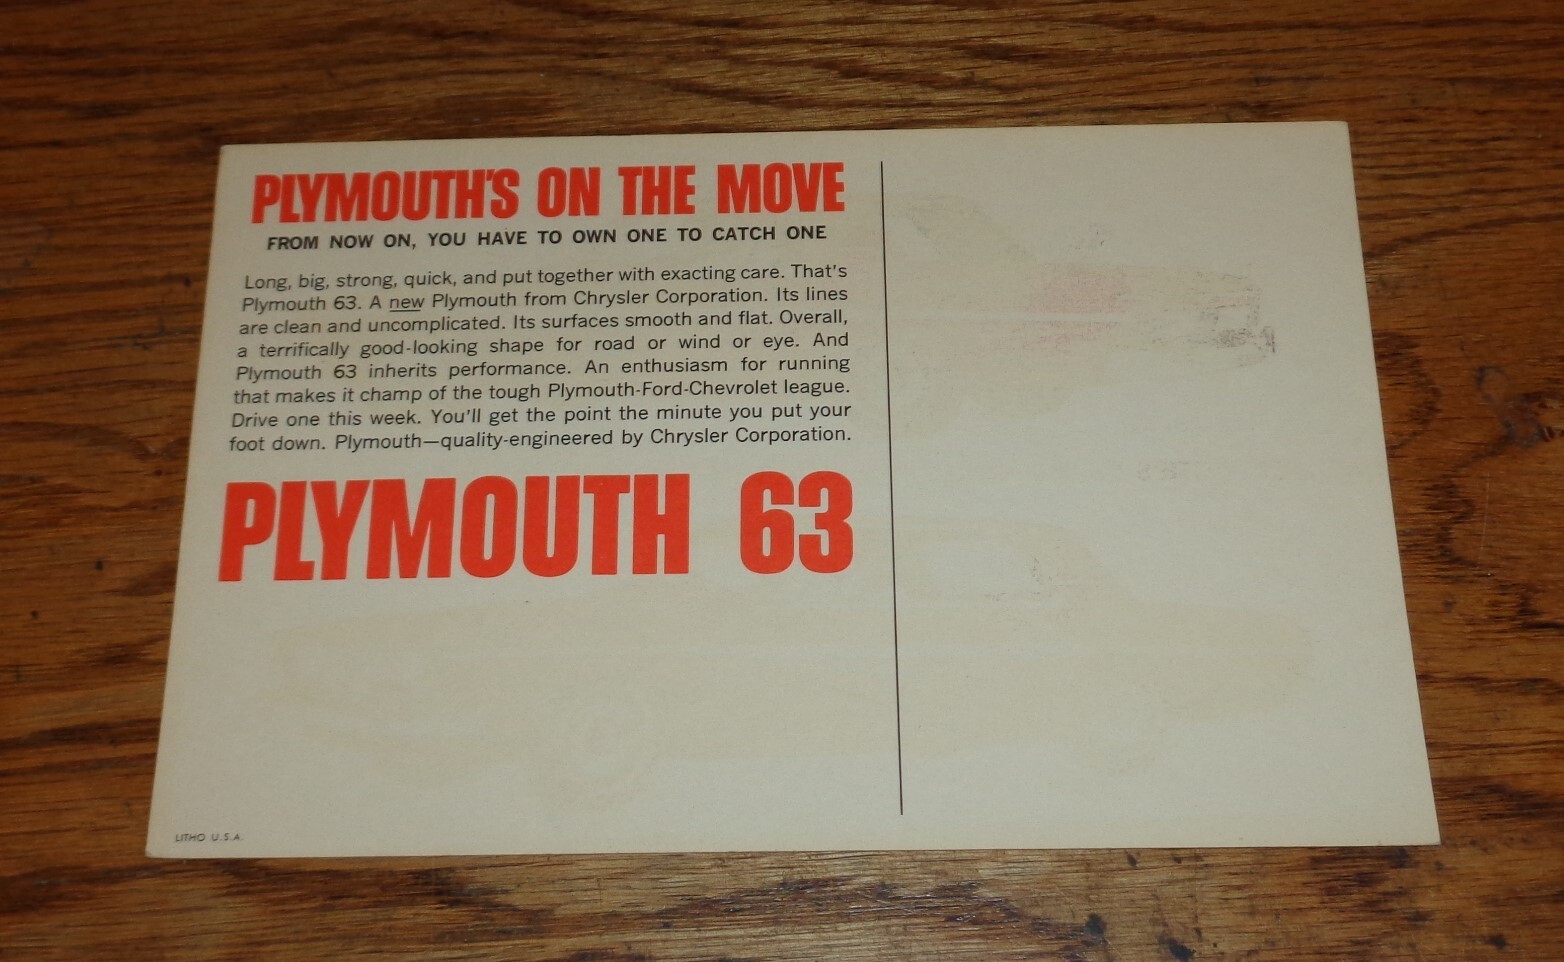 PLYMOUTH'S ON THE MOVE
FROM NOW ON, YOU HAVE TO OWN ONE TO CATCH ONE
Long, big, strong, quick, and put together with exacting care. That's
Plymouth 63. A new Plymouth from Chrysler Corporation. Its lines
are clean and uncomplicated. Its surfaces smooth and flat. Overall,
a terrifically good-looking shape for road or wind or eye. And
Plymouth 63 inherits performance. An enthusiasm for running
that makes it champ of the tough Plymouth-Ford-Chevrolet league.
Drive one this week. You'll get the point the minute you put your
foot down. Plymouth—quality-engineered by Chrysler Corporation.
PLYMOUTH 63
LITHO U.S.A.